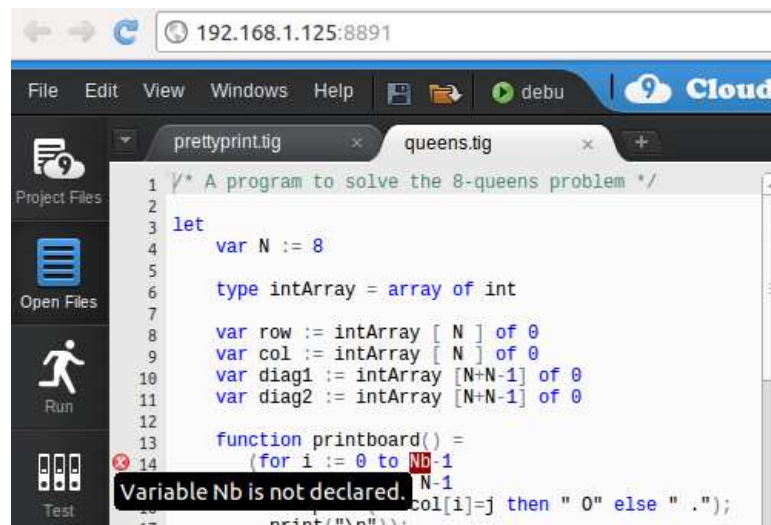 192.168.1.125:8891
File Edit View Windows Help debu Cloud
prettyprint.tig × queens.tig × +
Project Files
Open Files
Run
Test
1 /* A program to solve the 8-queens problem */
2
3 let
4 var N := 8
5
6 type intArray = array of int
7
8 var row := intArray [ N ] of 0
9 var col := intArray [ N ] of 0
10 var diag1 := intArray [N+N-1] of 0
11 var diag2 := intArray [N+N-1] of 0
12
13 function printboard() =
14 (for i := 0 to Nb-1
N-1
Variable Nb is not declared.
col[i]=j then " O" else " .");
print("\n"));